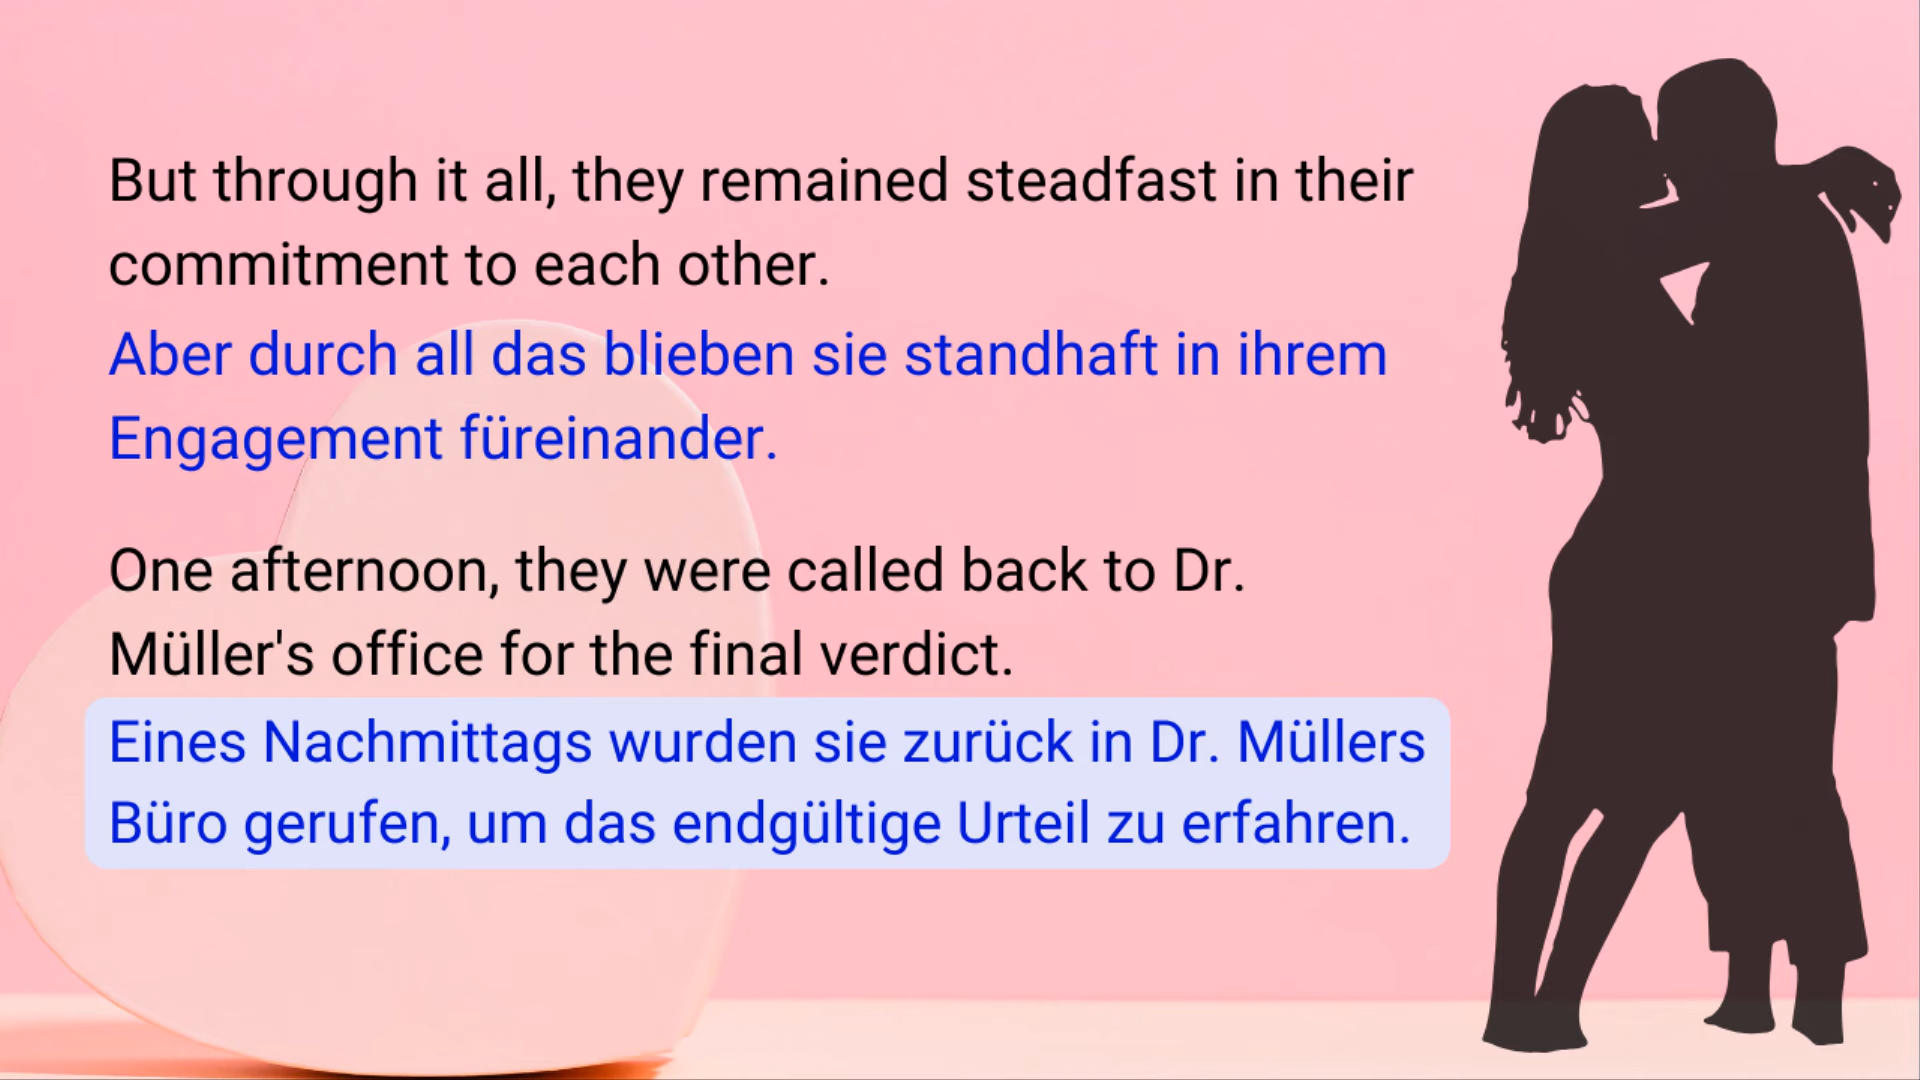 But through it all, they remained steadfast in their
commitment to each other.
Aber durch all das blieben sie standhaft in ihrem
Engagement füreinander.
One afternoon, they were called back to Dr.
Müller's office for the final verdict.
Eines Nachmittags wurden sie zurück in Dr. Müllers
Büro gerufen, um das endgültige Urteil zu erfahren.